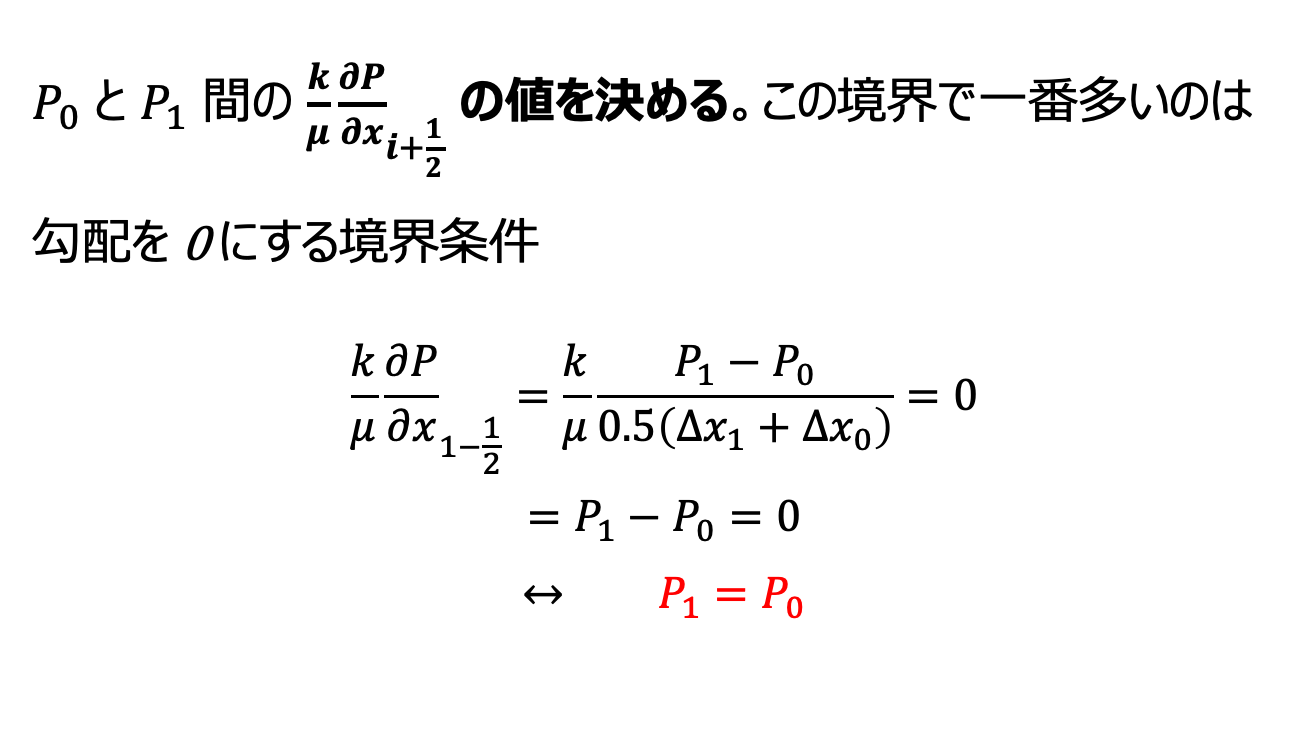 P₀ と P₁ 間の k/μ ∂P/∂x i+1/2 の値を決める。この境界で一番多いのは
勾配を 0にする境界条件
k/μ ∂P/∂x 1−1/2 = k/μ (P₁ − P₀)/(0.5(Δx₁ + Δx₀)) = 0
= P₁ − P₀ = 0
↔ P₁ = P₀